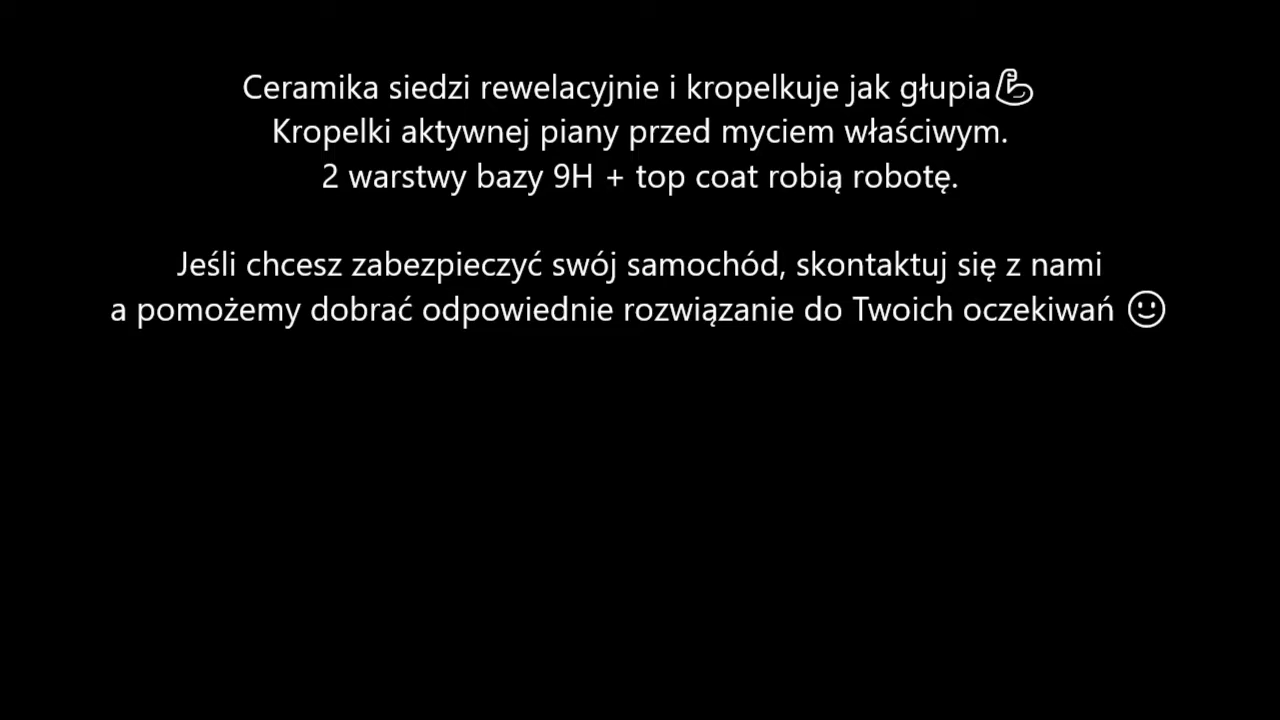 Ceramika siedzi rewelacyjnie i kropelkuje jak głupia💪
Kropelki aktywnej piany przed myciem właściwym.
2 warstwy bazy 9H + top coat robią robotę.
Jeśli chcesz zabezpieczyć swój samochód, skontaktuj się z nami
a pomożemy dobrać odpowiednie rozwiązanie do Twoich oczekiwań 🙂